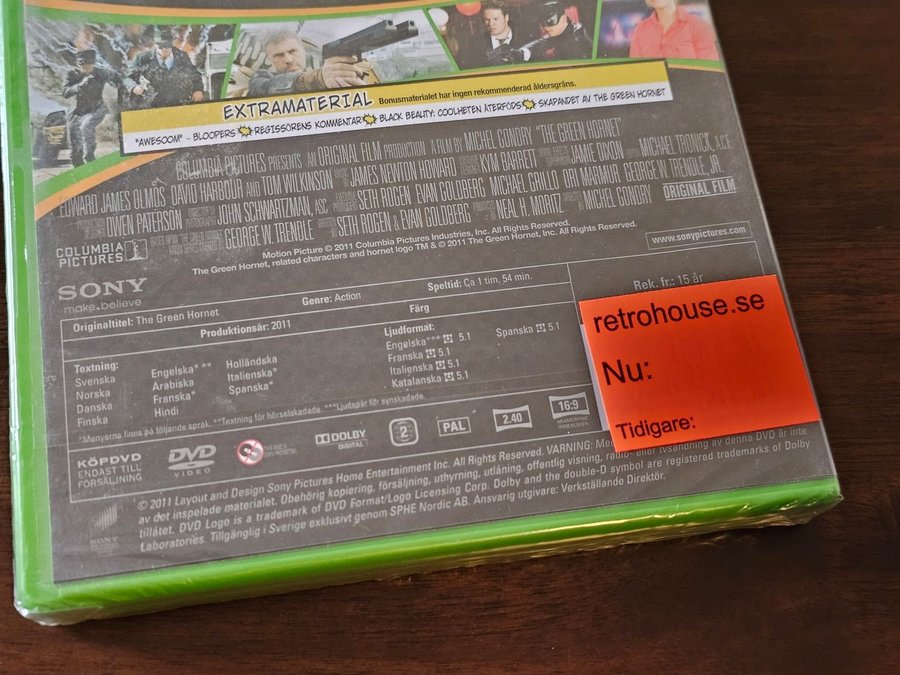 EXTRAMATERIAL Bonusmaterialet har ingen rekommenderad åldersgräns.
"AWESOOM" - BLOOPERS REGISSORENS KOMMENTAR BLACK BEAUTY: COOLHETEN ÅTERFÖDS SKAPANDET AV THE GREEN HORNET
COLUMBIA PICTURES PRESENTS AN ORIGINAL FILM PRODUCTION A FILM BY MICHEL GONDRY "THE GREEN HORNET"
EDWARD JAMES OLMOS DAVID HARBOUR AND TOM WILKINSON JAMES NEWTON HOWARD KYM BARRETT JAMIE DIXON MICHAEL TRONICK, A.C.E.
OWEN PATERSON JOHN SCHWARTZMAN, ASC SETH ROGEN EVAN GOLDBERG MICHAEL GRILLO ORI MARMUR GEORGE W. TRENDLE, JR.
GEORGE W. TRENDLE SETH ROGEN & EVAN GOLDBERG NEAL H. MORITZ MICHEL GONDRY ORIGINAL FILM
COLUMBIA
PICTURES
Motion Picture © 2011 Columbia Pictures Industries, Inc. All Rights Reserved.
The Green Hornet, related characters and hornet logo TM & © 2011 The Green Hornet, Inc. All Rights Reserved.
www.sonypictures.com
SONY
make.believe
Originaltitel: The Green Hornet
Genre: Action
Speltid: Ca 1 tim. 54 min.
Rek. fr.: 15 år
Produktionsår: 2011
Färg
Textning:
Svenska
Norska
Danska
Finska
Engelska* **
Arabiska
Franska*
Hindi
Holländska
Italienska*
Spanska*
Ljudformat:
Engelska*** 5.1
Franska 5.1
Italienska 5.1
Katalanska 5.1
Spanska 5.1
*Menyerna finns på följande språk. **Textning för hörselskadade. ***Ljudspår för synskadade.
KÖPDVD
ENDAST TILL
FÖRSÄLJNING
DVD
VIDEO
DOLBY
DIGITAL
2
PAL
2.40
16:9
retrohouse.se
Nu:
Tidigare:
© 2011 Layout and Design Sony Pictures Home Entertainment Inc. All Rights Reserved. VARNING: radio- eller tvsändning av denna DVD är inte
av det inspelade materialet. Obehörig kopiering, försäljning, uthyrning, utlåning, offentlig visning,
tillåtet. DVD Logo is a trademark of DVD Format/Logo Licensing Corp. Dolby and the double-D symbol are registered trademarks of Dolby
Laboratories. Tillgänglig i Sverige exklusivt genom SPHE Nordic AB. Ansvarig utgivare: Verkställande Direktör.
SONY